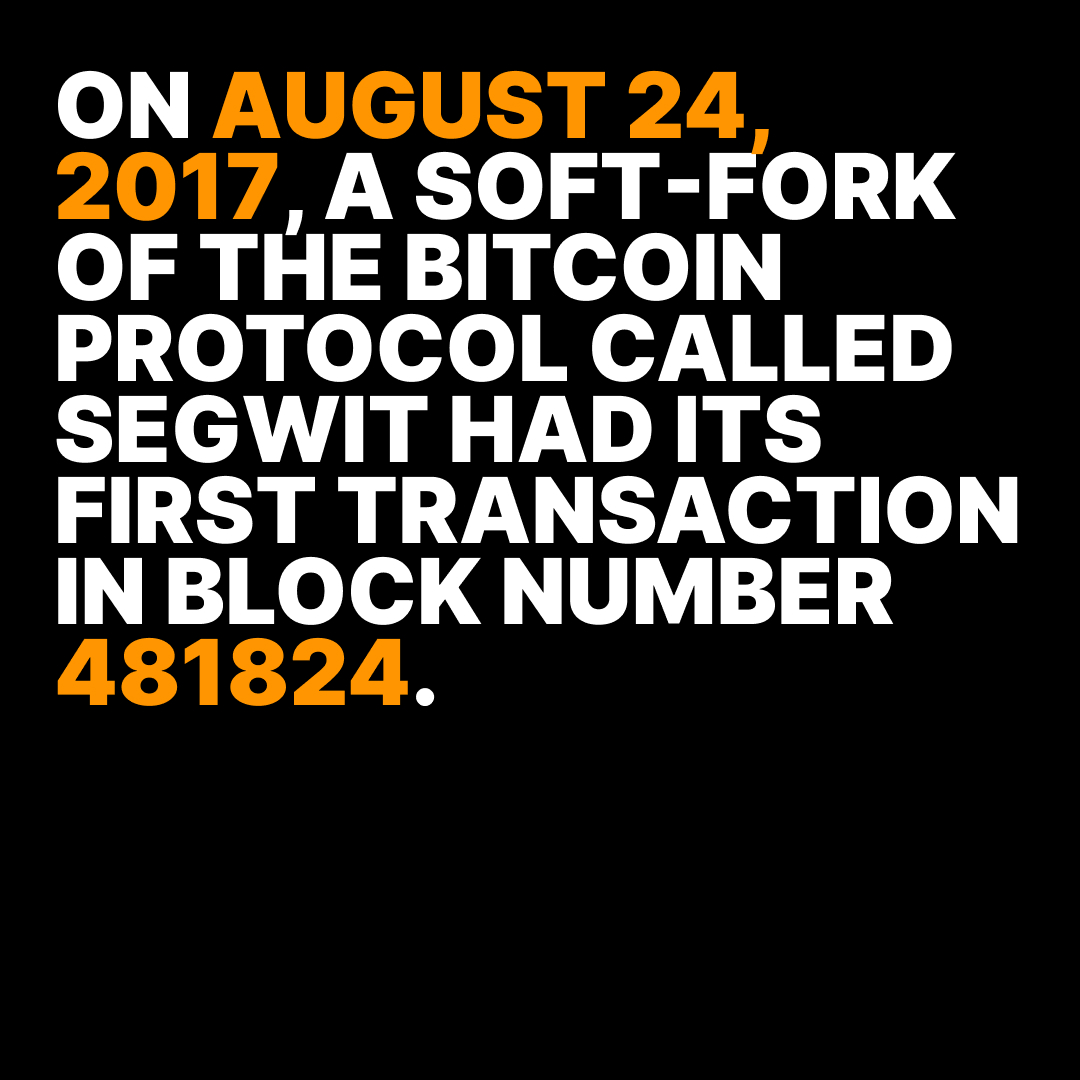 ON AUGUST 24,
2017, A SOFT-FORK
OF THE BITCOIN
PROTOCOL CALLED
SEGWIT HAD ITS
FIRST TRANSACTION
IN BLOCK NUMBER
481824.